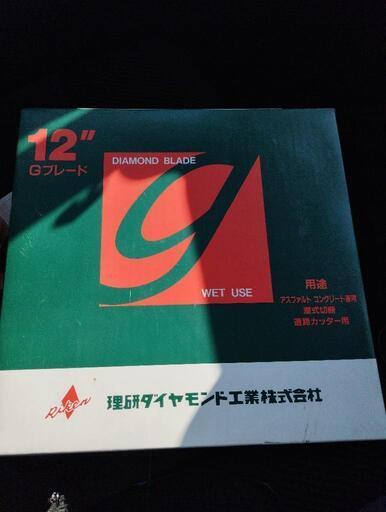 12"
Gブレード
DIAMOND BLADE
g
WET USE
用途
アスファルト コンクリート兼用
湿式切断
道路カッター用
Riken
理研ダイヤモンド工業株式会社